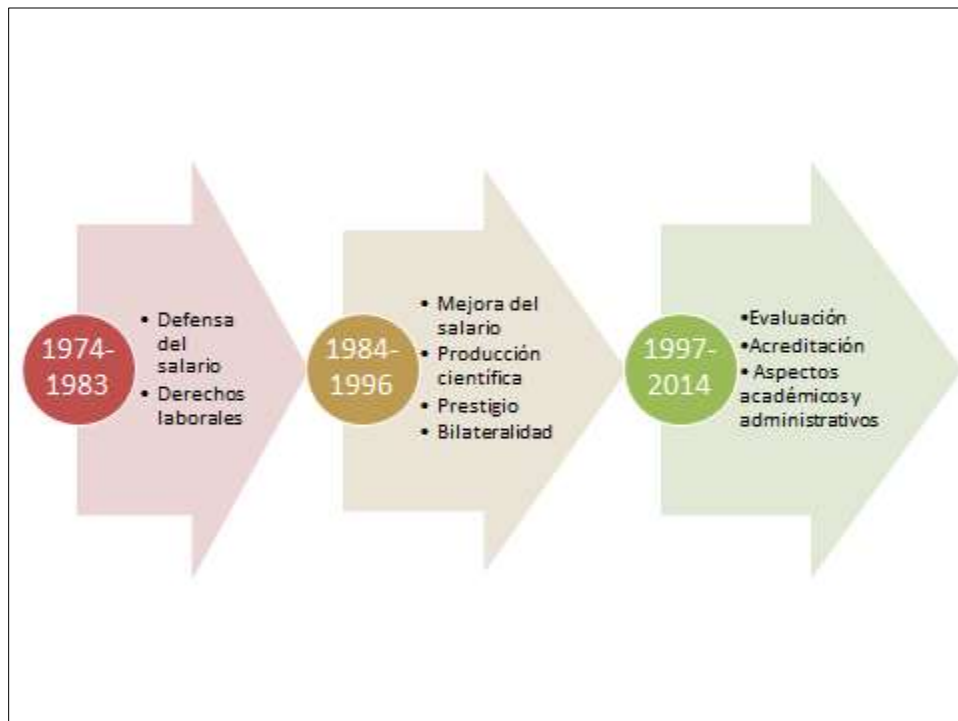 1974-
1983
• Defensa
del
salario
• Derechos
laborales
1984-
1996
• Mejora del
salario
• Producción
científica
• Prestigio
• Bilateralidad
1997-
2014
•Evaluación
•Acreditación
• Aspectos
académicos y
administrativos